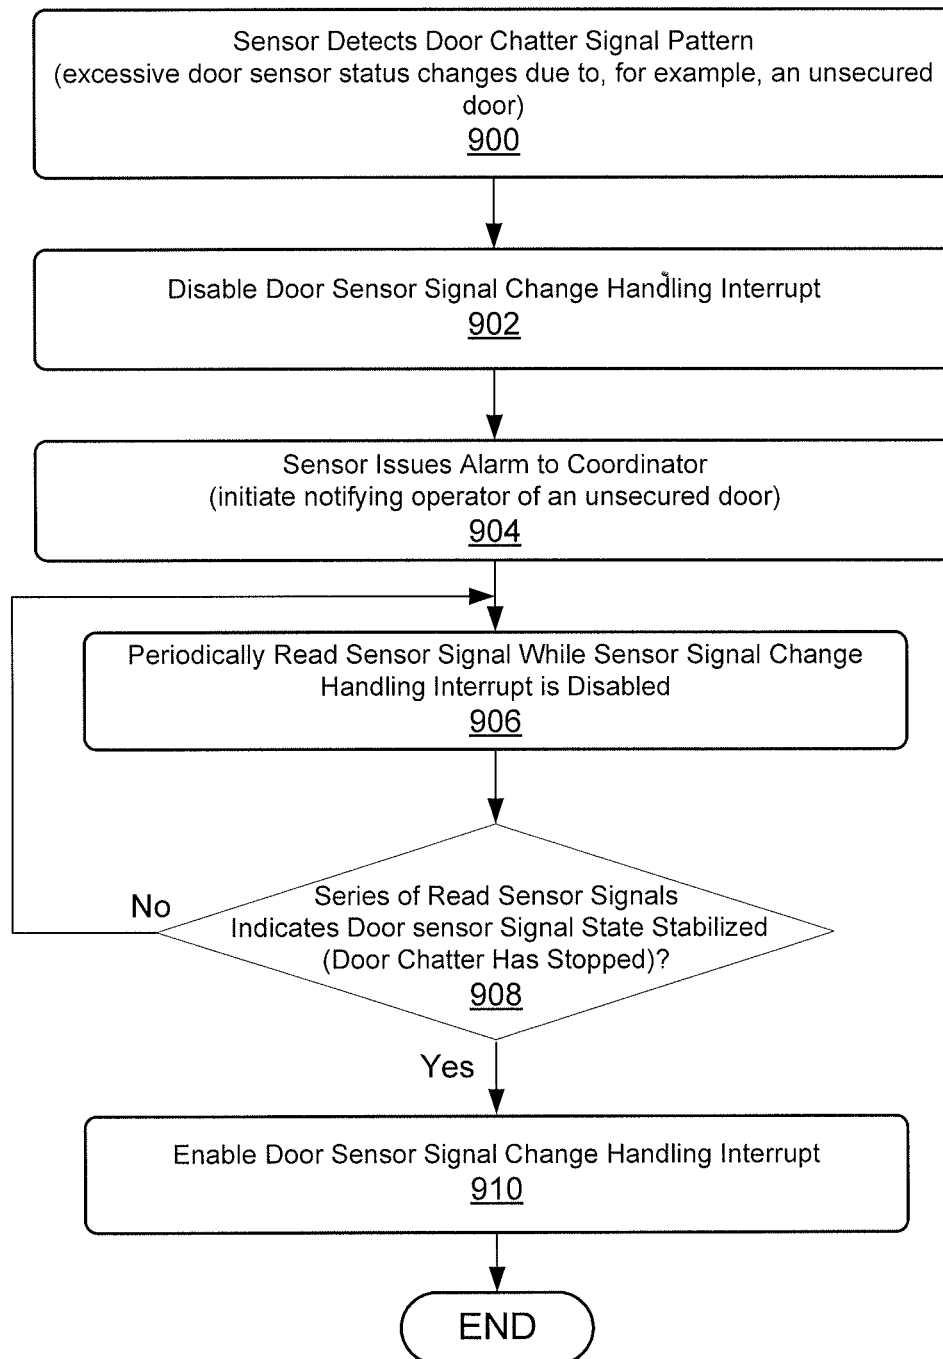 Sensor Detects Door Chatter Signal Pattern
(excessive door sensor status changes due to, for example, an unsecured
door)
900
Disable Door Sensor Signal Change Handling Interrupt
902
Sensor Issues Alarm to Coordinator
(initiate notifying operator of an unsecured door)
904
Periodically Read Sensor Signal While Sensor Signal Change
Handling Interrupt is Disabled
906
Series of Read Sensor Signals
Indicates Door sensor Signal State Stabilized
(Door Chatter Has Stopped)?
908
No
Yes
Enable Door Sensor Signal Change Handling Interrupt
910
END